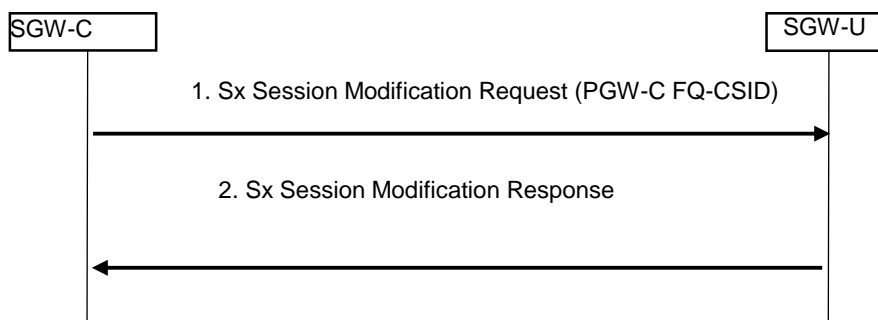 SGW-C
SGW-U
1. Sx Session Modification Request (PGW-C FQ-CSID)
2. Sx Session Modification Response